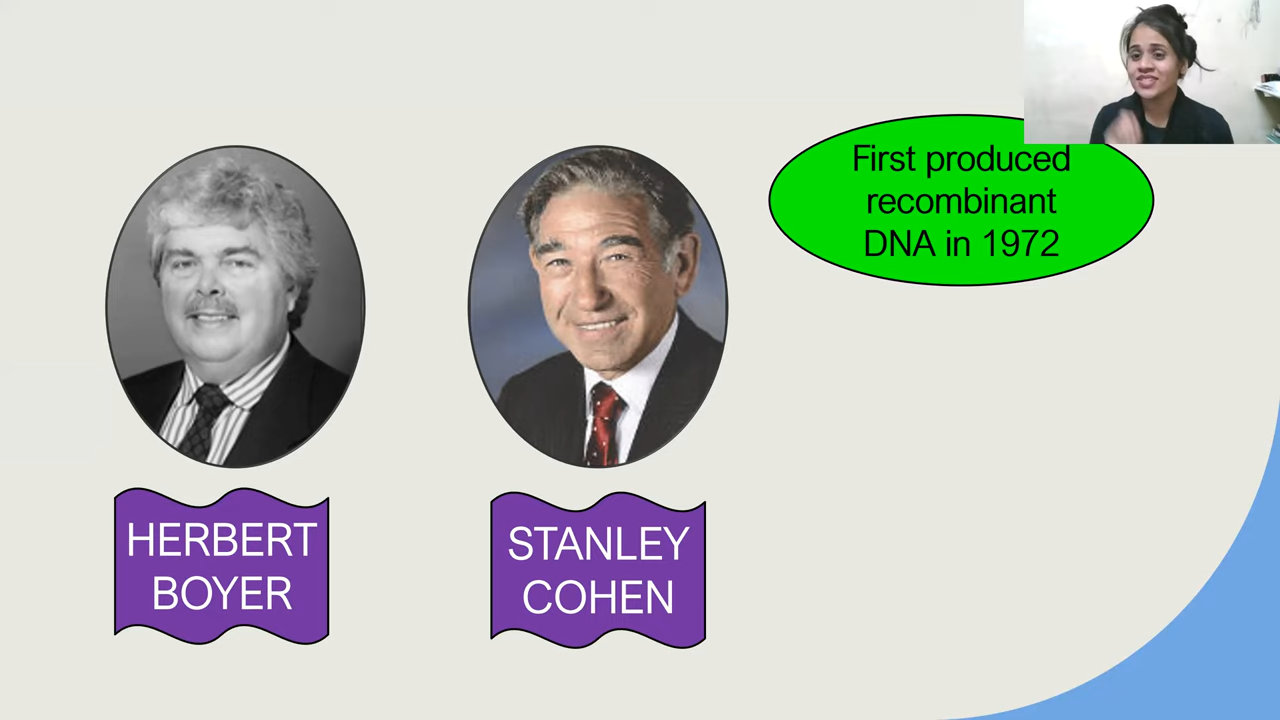 First produced
recombinant
DNA in 1972
HERBERT
BOYER
STANLEY
COHEN